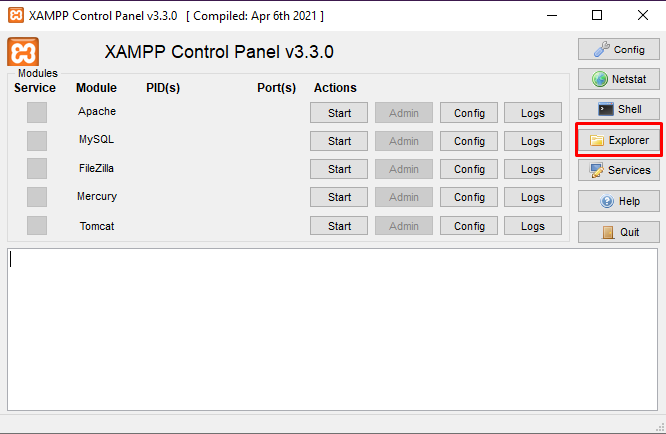 XAMPP Control Panel v3.3.0 [ Compiled: Apr 6th 2021 ]
XAMPP Control Panel v3.3.0
Config
Netstat
Shell
Explorer
Services
Help
Quit
Modules
Service Module PID(s) Port(s) Actions
Apache Start Admin Config Logs
MySQL Start Admin Config Logs
FileZilla Start Admin Config Logs
Mercury Start Admin Config Logs
Tomcat Start Admin Config Logs